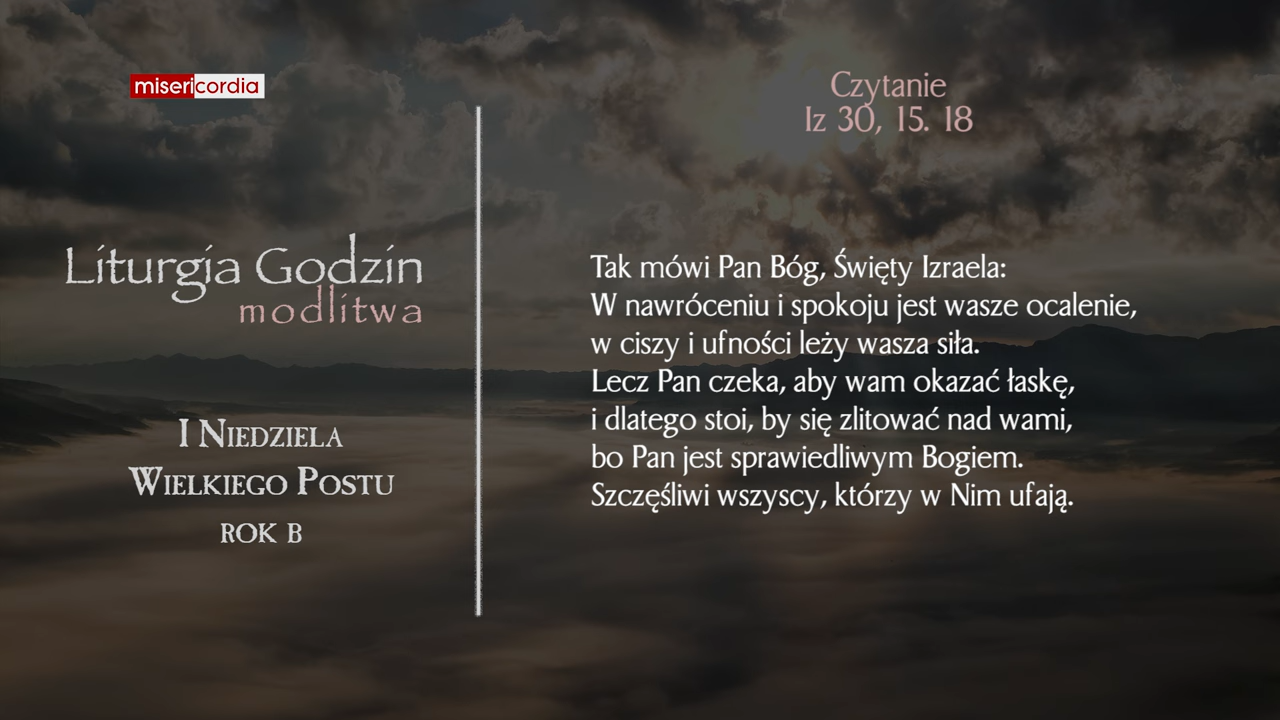 misericordia
Liturgia Godzin
modlitwa
I Niedziela
Wielkiego Postu
rok B
Czytanie
Iz 30, 15. 18
Tak mówi Pan Bóg, Święty Izraela:
W nawróceniu i spokoju jest wasze ocalenie,
w ciszy i ufności leży wasza siła.
Lecz Pan czeka, aby wam okazać łaskę,
i dlatego stoi, by się zlitować nad wami,
bo Pan jest sprawiedliwym Bogiem.
Szczęśliwi wszyscy, którzy w Nim ufają.